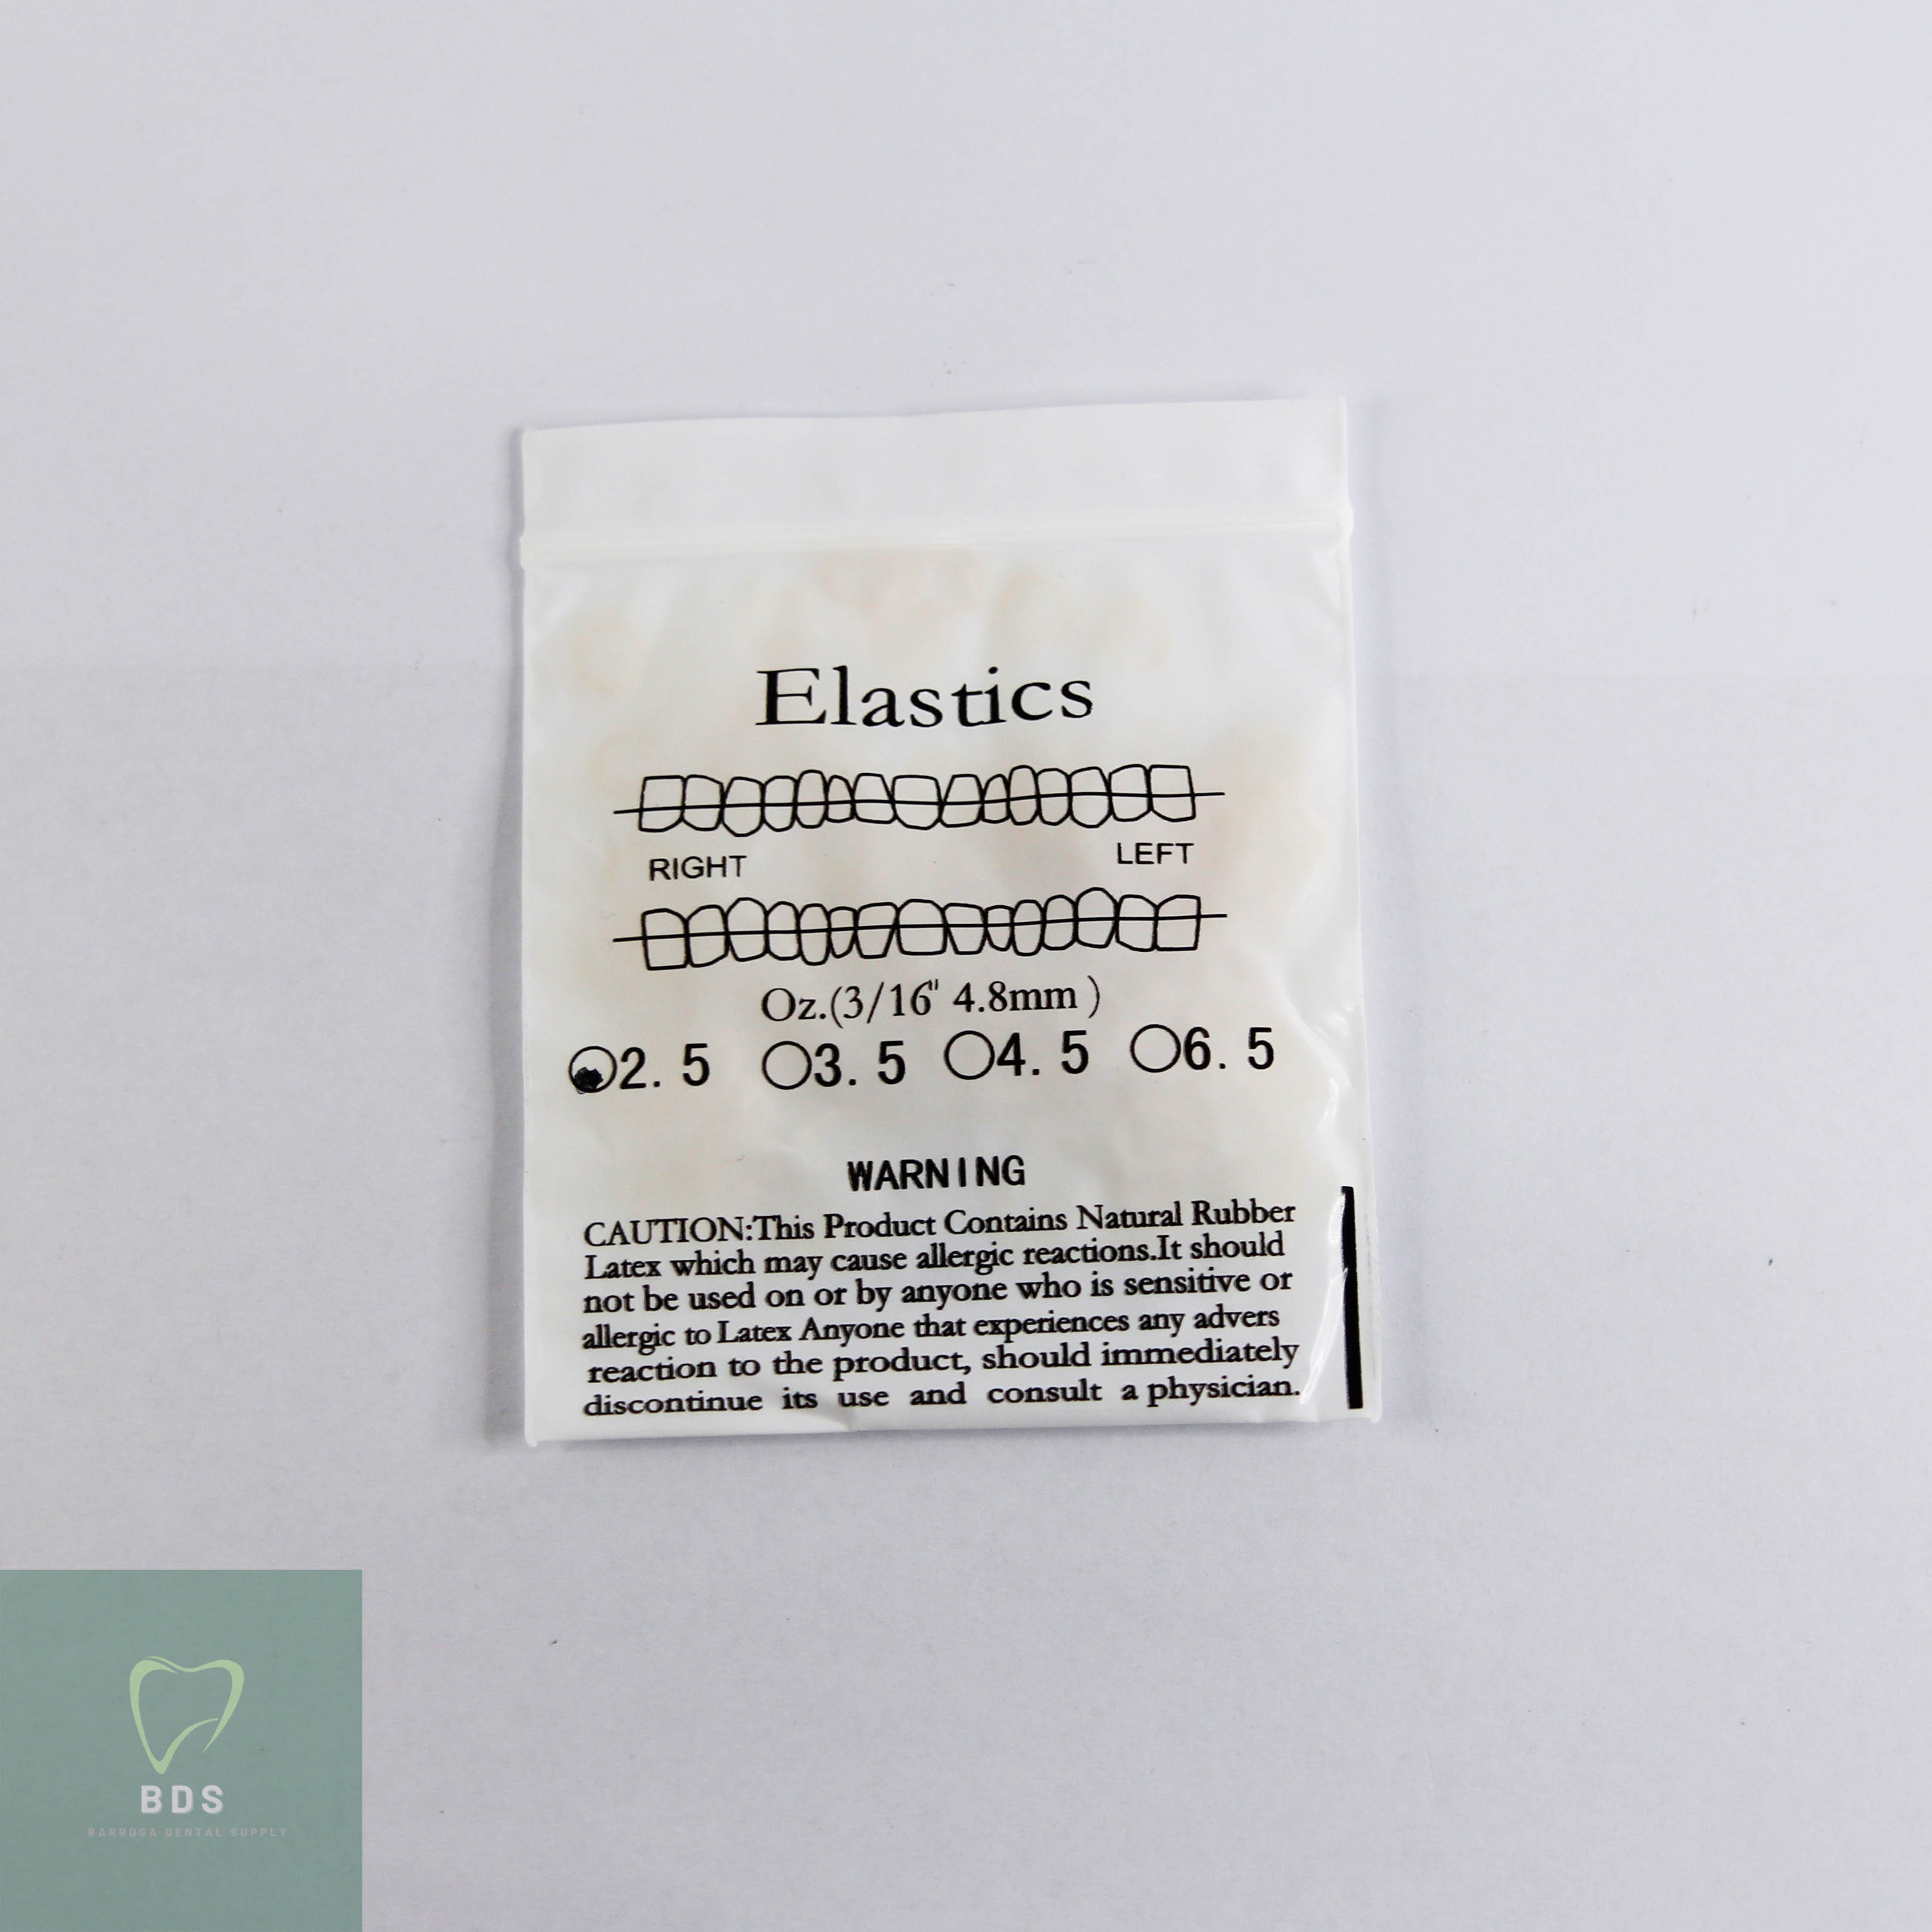 Elastics
RIGHT LEFT
Oz.(3/16" 4.8mm )
2.5 3.5 4.5 6.5
WARNING
CAUTION:This Product Contains Natural Rubber
Latex which may cause allergic reactions.It should
not be used on or by anyone who is sensitive or
allergic to Latex Anyone that experiences any advers
reaction to the product, should immediately
discontinue its use and consult a physician.
BDS
BARROGA DENTAL SUPPLY